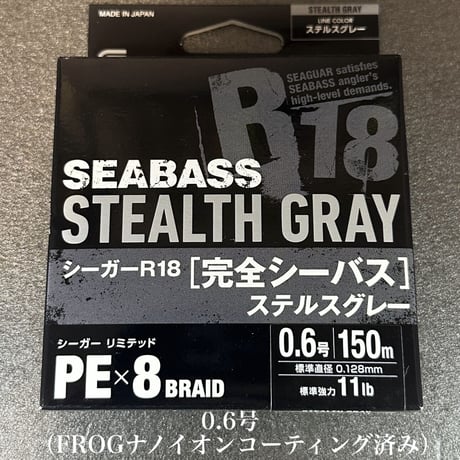 MADE IN JAPAN
STEALTH GRAY
LINE COLOR
ステルスグレー
R18
SEAGUAR satisfies
SEABASS angler's
high-level demands.
SEABASS
STEALTH GRAY
シーガーR18［完全シーバス］
ステルスグレー
シーガー リミテッド
PE×8 BRAID
0.6号 150m
標準直径 0.128mm
標準強力 11lb
0.6号
（FROGナノイオンコーティング済み）